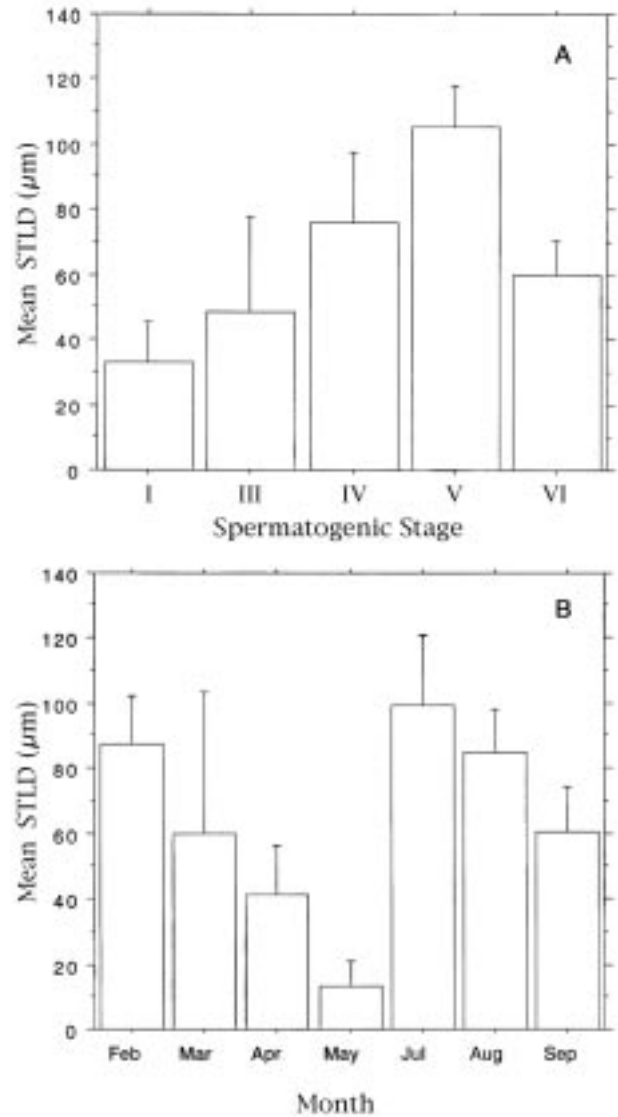 140
A
120
100
80
60
40
20
0
Mean STLD (μm)
I III IV V VI
Spermatogenic Stage
140
B
120
100
80
60
40
20
0
Mean STLD (μm)
Feb Mar Apr May Jul Aug Sep
Month